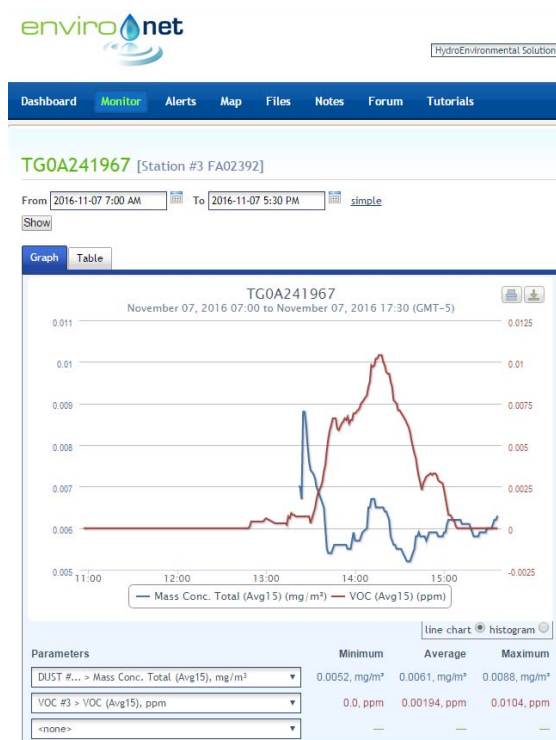 enviro net
HydroEnvironmental Solution
Dashboard Monitor Alerts Map Files Notes Forum Tutorials
TG0A241967 [Station #3 FA02392]
From 2016-11-07 7:00 AM To 2016-11-07 5:30 PM simple
Show
Graph Table
TG0A241967
November 07, 2016 07:00 to November 07, 2016 17:30 (GMT-5)
0.011 0.0125
0.01 0.01
0.009 0.0075
0.008 0.005
0.007 0.0025
0.006 0
0.005 -0.0025
11:00 12:00 13:00 14:00 15:00
Mass Conc. Total (Avg15) (mg/m³) VOC (Avg15) (ppm)
line chart histogram
Parameters Minimum Average Maximum
DUST #... > Mass Conc. Total (Avg15), mg/m³ 0.0052, mg/m³ 0.0061, mg/m³ 0.0088, mg/m³
VOC #3 > VOC (Avg15), ppm 0.0, ppm 0.00194, ppm 0.0104, ppm
<none> — — —